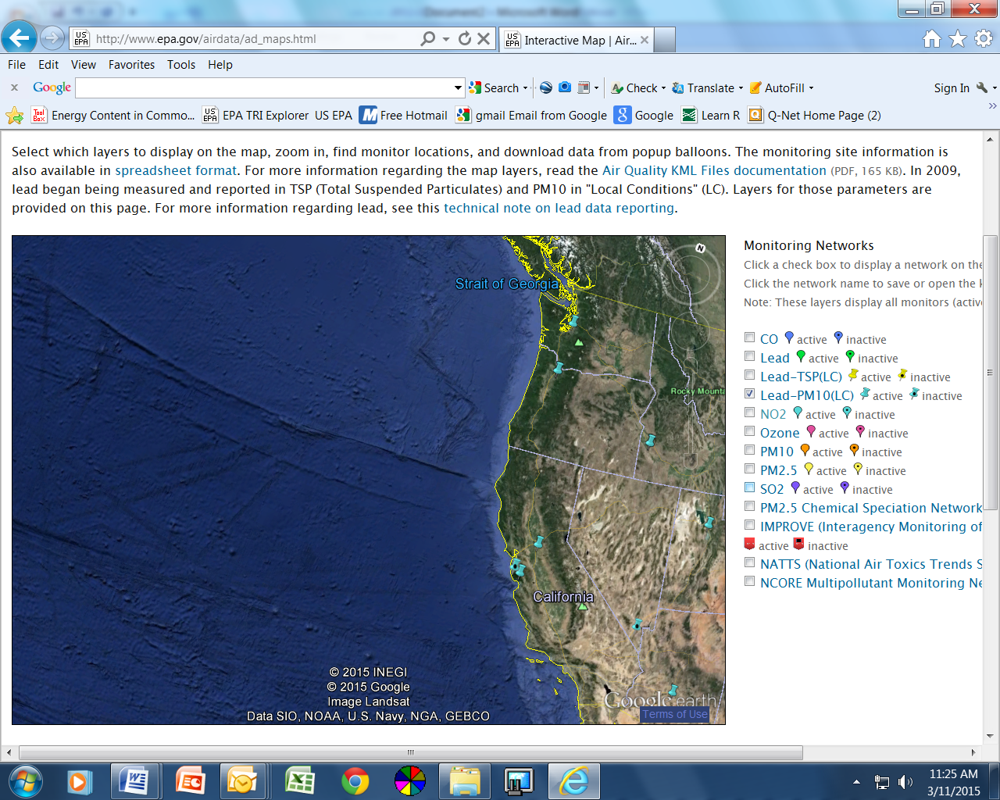 Document2 - Microsoft Word
US EPA
http://www.epa.gov/airdata/ad_maps.html
US EPA
Interactive Map | Air...
File Edit View Favorites Tools Help
x Google Search Check Translate AutoFill Sign In
Tool Box Energy Content in Commo... US EPA EPA TRI Explorer US EPA M Free Hotmail gmail Email from Google 8 Google Learn R Q Q-Net Home Page (2)
Select which layers to display on the map, zoom in, find monitor locations, and download data from popup balloons. The monitoring site information is
also available in spreadsheet format. For more information regarding the map layers, read the Air Quality KML Files documentation (PDF, 165 KB). In 2009,
lead began being measured and reported in TSP (Total Suspended Particulates) and PM10 in "Local Conditions" (LC). Layers for those parameters are
provided on this page. For more information regarding lead, see this technical note on lead data reporting.
N
Strait of Georgia
Rocky Mounta
California
© 2015 INEGI
© 2015 Google
Image Landsat
Data SIO, NOAA, U.S. Navy, NGA, GEBCO
Google earth
Terms of Use
Monitoring Networks
Click a check box to display a network on the
Click the network name to save or open the k
Note: These layers display all monitors (activ
CO active inactive
Lead active inactive
Lead-TSP(LC) active inactive
Lead-PM10(LC) active inactive
NO2 active inactive
Ozone active inactive
PM10 active inactive
PM2.5 active inactive
SO2 active inactive
PM2.5 Chemical Speciation Network
IMPROVE (Interagency Monitoring of
active inactive
NATTS (National Air Toxics Trends S
NCORE Multipollutant Monitoring Ne
11:25 AM
3/11/2015